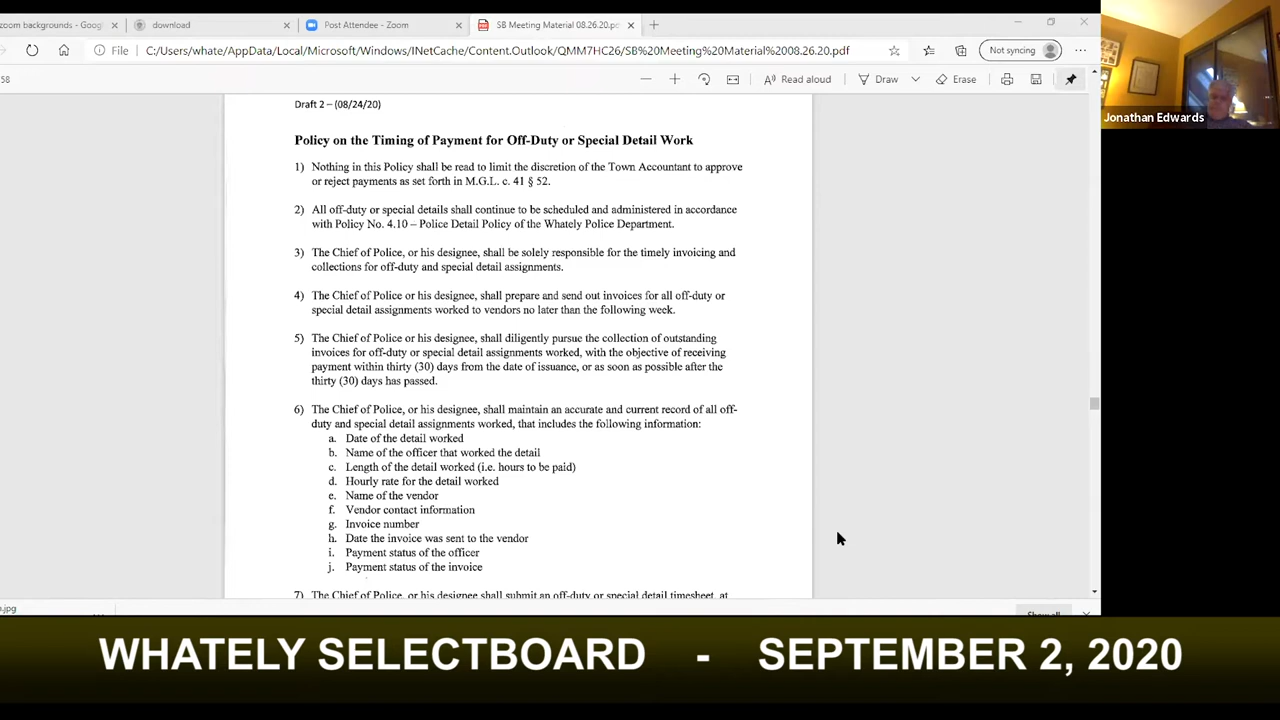 zoom backgrounds - Goog
download
Post Attendee - Zoom
SB Meeting Material 08.26.20.pd
File
C:/Users/whate/AppData/Local/Microsoft/Windows/INetCache/Content.Outlook/QMM7HC26/SB%20Meeting%20Material%2008.26.20.pdf
Not syncing
58
Read aloud
Draw
Erase
Jonathan Edwards
Draft 2 – (08/24/20)
Policy on the Timing of Payment for Off-Duty or Special Detail Work
1) Nothing in this Policy shall be read to limit the discretion of the Town Accountant to approve
or reject payments as set forth in M.G.L. c. 41 § 52.
2) All off-duty or special details shall continue to be scheduled and administered in accordance
with Policy No. 4.10 – Police Detail Policy of the Whately Police Department.
3) The Chief of Police, or his designee, shall be solely responsible for the timely invoicing and
collections for off-duty and special detail assignments.
4) The Chief of Police or his designee, shall prepare and send out invoices for all off-duty or
special detail assignments worked to vendors no later than the following week.
5) The Chief of Police or his designee, shall diligently pursue the collection of outstanding
invoices for off-duty or special detail assignments worked, with the objective of receiving
payment within thirty (30) days from the date of issuance, or as soon as possible after the
thirty (30) days has passed.
6) The Chief of Police, or his designee, shall maintain an accurate and current record of all off-
duty and special detail assignments worked, that includes the following information:
a. Date of the detail worked
b. Name of the officer that worked the detail
c. Length of the detail worked (i.e. hours to be paid)
d. Hourly rate for the detail worked
e. Name of the vendor
f. Vendor contact information
g. Invoice number
h. Date the invoice was sent to the vendor
i. Payment status of the officer
j. Payment status of the invoice
7) The Chief of Police, or his designee shall submit an off-duty or special detail timesheet, at
.jpg
Show all
WHATELY SELECTBOARD - SEPTEMBER 2, 2020